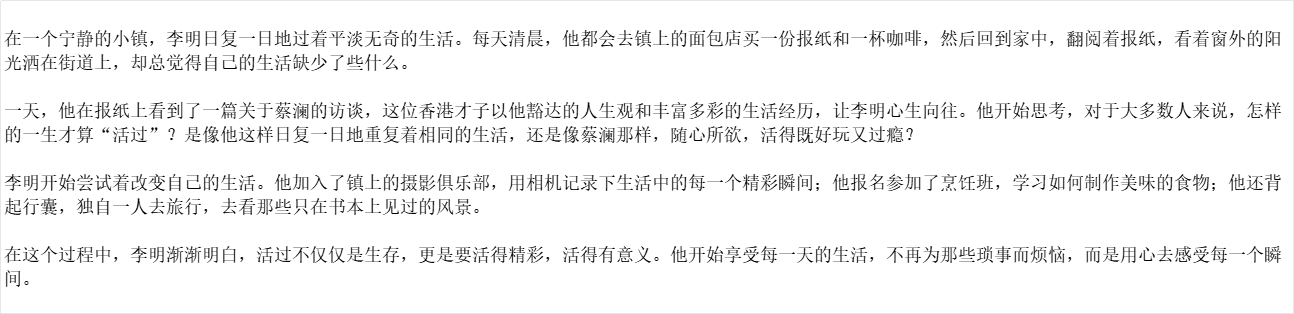 在一个宁静的小镇，李明日复一日地过着平淡无奇的生活。每天清晨，他都会去镇上的面包店买一份报纸和一杯咖啡，然后回到家中，翻阅着报纸，看着窗外的阳
光洒在街道上，却总觉得自己的生活缺少了些什么。
一天，他在报纸上看到了一篇关于蔡澜的访谈，这位香港才子以他豁达的人生观和丰富多彩的生活经历，让李明心生向往。他开始思考，对于大多数人来说，怎样
的一生才算“活过”？是像他这样日复一日地重复着相同的生活，还是像蔡澜那样，随心所欲，活得既好玩又过瘾？
李明开始尝试着改变自己的生活。他加入了镇上的摄影俱乐部，用相机记录下生活中的每一个精彩瞬间；他报名参加了烹饪班，学习如何制作美味的食物；他还背
起行囊，独自一人去旅行，去看那些只在书本上见过的风景。
在这个过程中，李明渐渐明白，活过不仅仅是生存，更是要活得精彩，活得有意义。他开始享受每一天的生活，不再为那些琐事而烦恼，而是用心去感受每一个瞬
间。